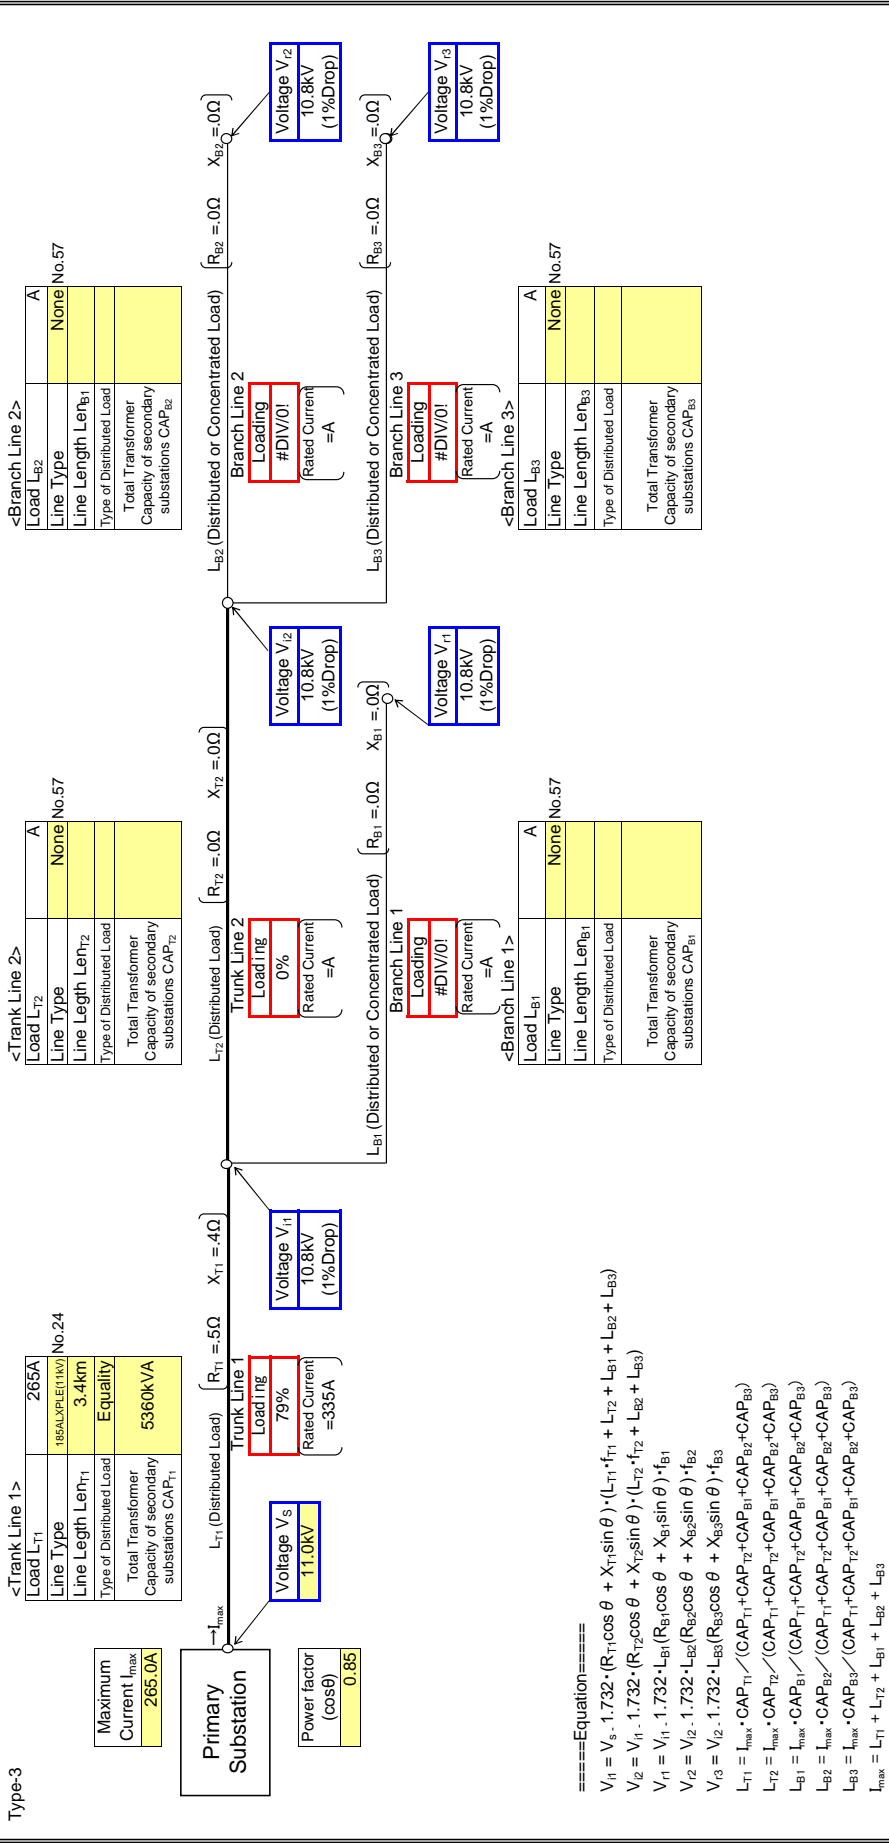 Type-3
Maximum
Current Imax
265.0A
Primary
Substation
Power factor
(cosθ)
0.85
→Imax
Voltage VS
11.0kV
<Trank Line 1>
Load LT1 265A
Line Type 185ALXPLE(11kV) No.24
Line Legth LenT1 3.4km
Type of Distributed Load Equality
Total Transformer
Capacity of secondary
substations CAPT1
5360kVA
LT1 (Distributed Load) RT1 =.5Ω XT1 =.4Ω
Trunk Line 1
Loading
79%
Rated Current
=335A
Voltage Vi1
10.8kV
(1%Drop)
<Trank Line 2>
Load LT2 A
Line Type None No.57
Line Legth LenT2
Type of Distributed Load
Total Transformer
Capacity of secondary
substations CAPT2
LT2 (Distributed Load) RT2 =.0Ω XT2 =.0Ω
Trunk Line 2
Loading
0%
Rated Current
=A
Voltage Vi2
10.8kV
(1%Drop)
LB1 (Distributed or Concentrated Load) RB1 =.0Ω XB1 =.0Ω
Branch Line 1
Loading
#DIV/0!
Rated Current
=A
Voltage Vr1
10.8kV
(1%Drop)
<Branch Line 1>
Load LB1 A
Line Type None No.57
Line Length LenB1
Type of Distributed Load
Total Transformer
Capacity of secondary
substations CAPB1
<Branch Line 2>
Load LB2 A
Line Type None No.57
Line Length LenB1
Type of Distributed Load
Total Transformer
Capacity of secondary
substations CAPB2
LB2 (Distributed or Concentrated Load) RB2 =.0Ω XB2 =.0Ω
Branch Line 2
Loading
#DIV/0!
Rated Current
=A
Voltage Vr2
10.8kV
(1%Drop)
LB3 (Distributed or Concentrated Load) RB3 =.0Ω XB3 =.0Ω
Branch Line 3
Loading
#DIV/0!
Rated Current
=A
Voltage Vr3
10.8kV
(1%Drop)
<Branch Line 3>
Load LB3 A
Line Type None No.57
Line Length LenB3
Type of Distributed Load
Total Transformer
Capacity of secondary
substations CAPB3
=====Equation=====
Vi1 = Vs - 1.732・(RT1cosθ + XT1sinθ)・(LT1・fT1 + LT2 + LB1 + LB2 + LB3)
Vi2 = Vi1 - 1.732・(RT2cosθ + XT2sinθ)・(LT2・fT2 + LB2 + LB3)
Vr1 = Vi1 - 1.732・LB1(RB1cosθ + XB1sinθ)・fB1
Vr2 = Vi2 - 1.732・LB2(RB2cosθ + XB2sinθ)・fB2
Vr3 = Vi2 - 1.732・LB3(RB3cosθ + XB3sinθ)・fB3
LT1 = Imax・CAPT1／(CAPT1+CAPT2+CAPB1+CAPB2+CAPB3)
LT2 = Imax・CAPT2／(CAPT1+CAPT2+CAPB1+CAPB2+CAPB3)
LB1 = Imax・CAPB1／(CAPT1+CAPT2+CAPB1+CAPB2+CAPB3)
LB2 = Imax・CAPB2／(CAPT1+CAPT2+CAPB1+CAPB2+CAPB3)
LB3 = Imax・CAPB3／(CAPT1+CAPT2+CAPB1+CAPB2+CAPB3)
Imax = LT1 + LT2 + LB1 + LB2 + LB3